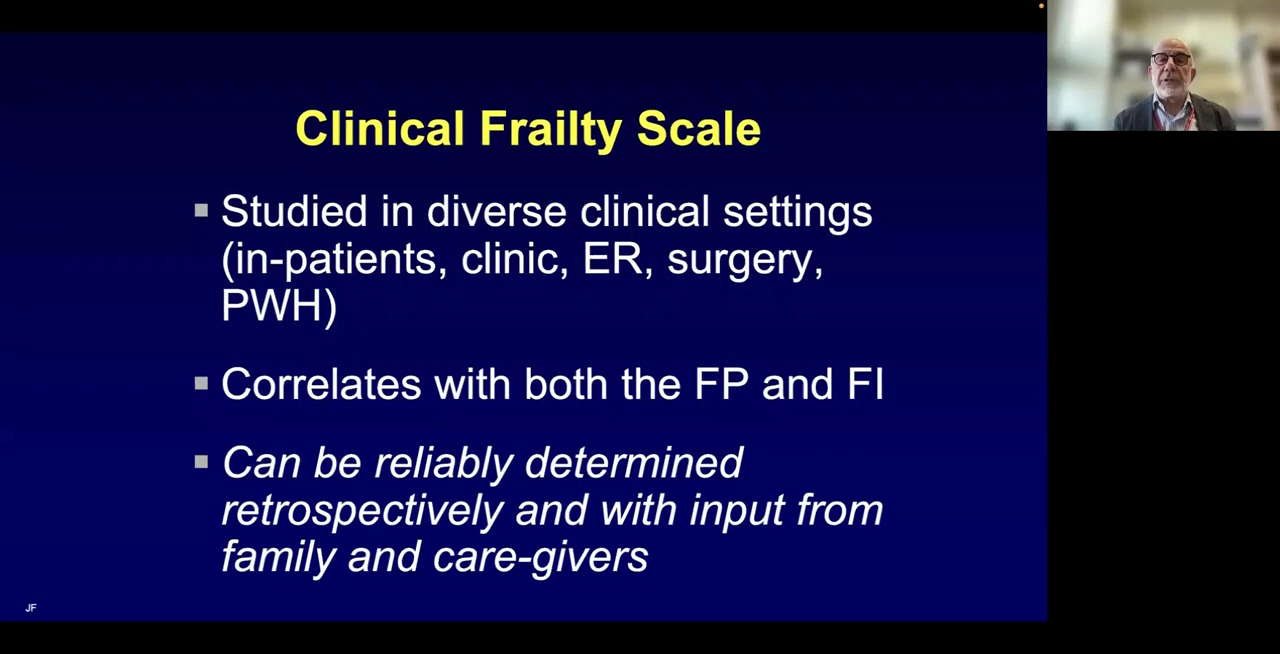 Clinical Frailty Scale
Studied in diverse clinical settings
(in-patients, clinic, ER, surgery,
PWH)
Correlates with both the FP and FI
Can be reliably determined
retrospectively and with input from
family and care-givers
JF